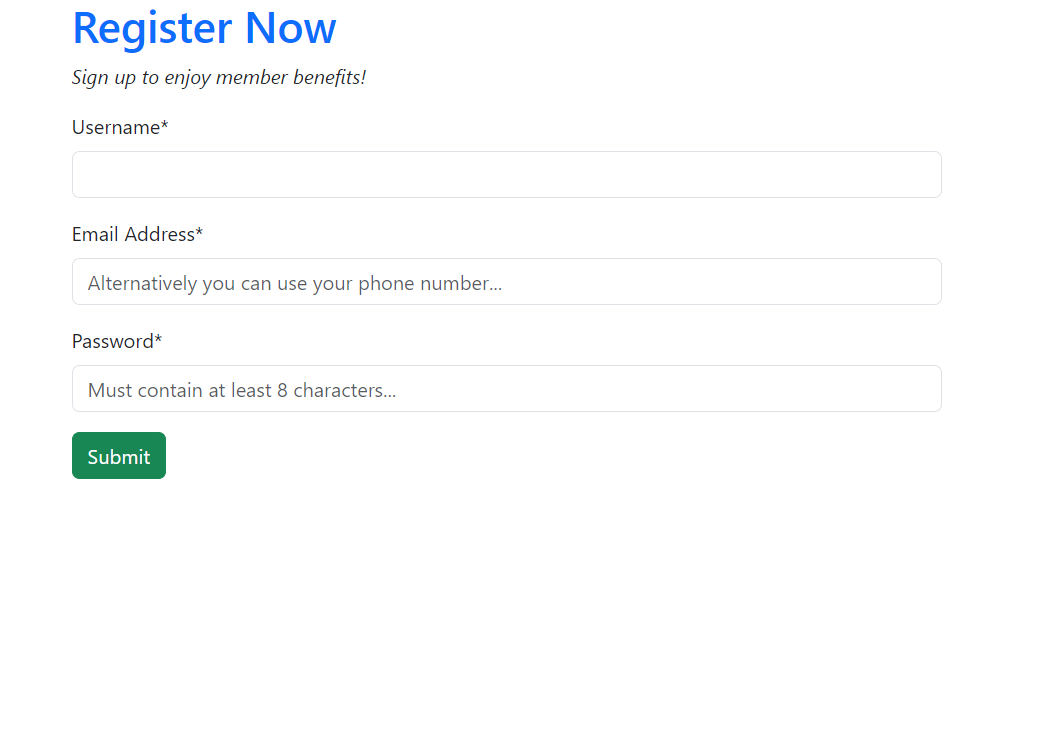 Register Now
Sign up to enjoy member benefits!
Username*
Email Address*
Alternatively you can use your phone number...
Password*
Must contain at least 8 characters...
Submit